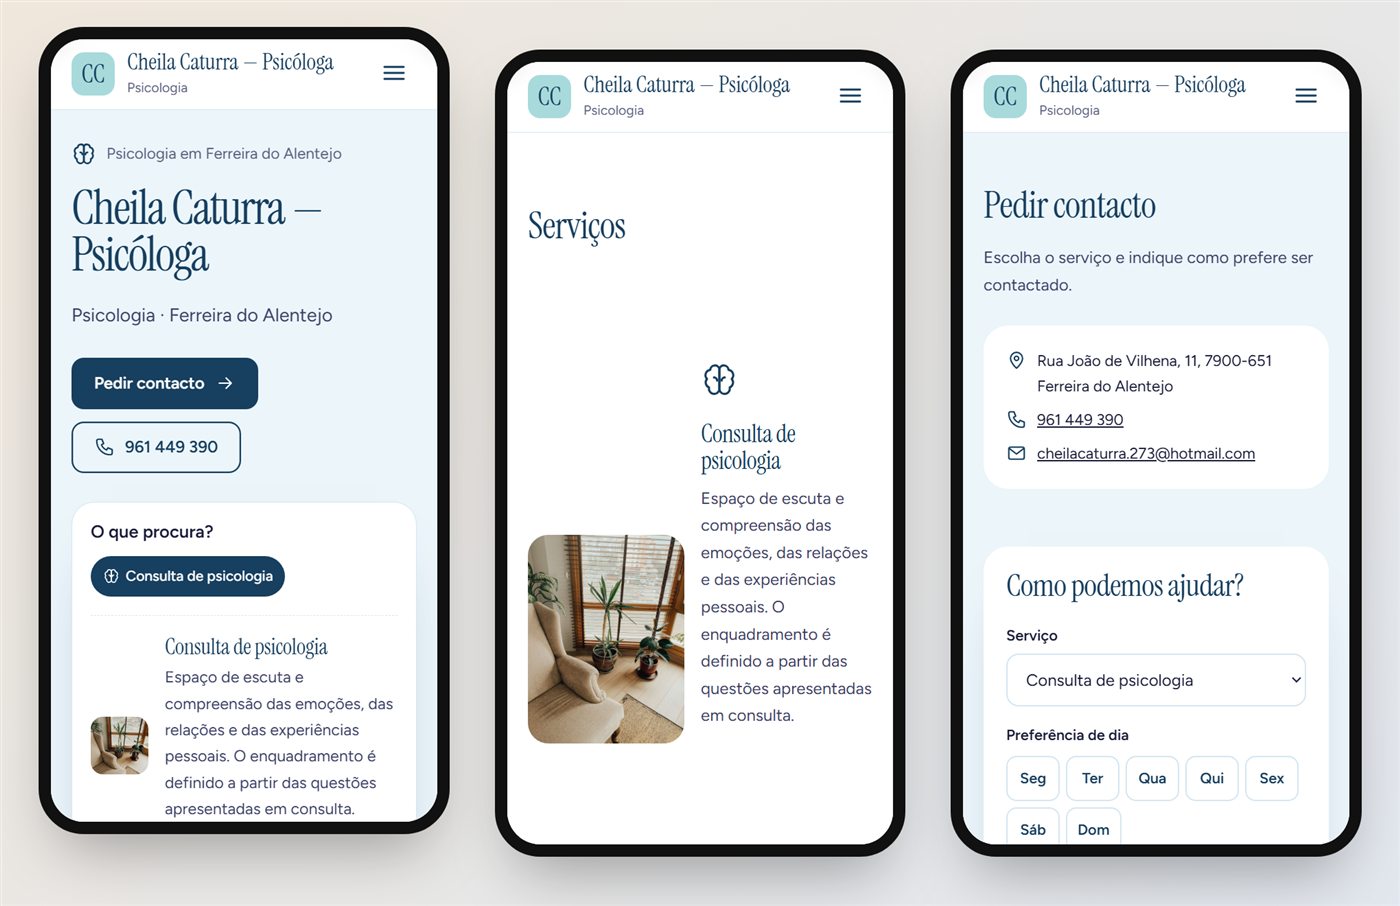 CC
Cheila Caturra — Psicóloga
Psicologia
Psicologia em Ferreira do Alentejo
Cheila Caturra —
Psicóloga
Psicologia · Ferreira do Alentejo
Pedir contacto →
961 449 390
O que procura?
Consulta de psicologia
Consulta de psicologia
Espaço de escuta e
compreensão das emoções, das
relações e das experiências
pessoais. O enquadramento é
definido a partir das questões
apresentadas em consulta.
CC
Cheila Caturra — Psicóloga
Psicologia
Serviços
Consulta de
psicologia
Espaço de escuta e
compreensão das
emoções, das relações
e das experiências
pessoais. O
enquadramento é
definido a partir das
questões apresentadas
em consulta.
CC
Cheila Caturra — Psicóloga
Psicologia
Pedir contacto
Escolha o serviço e indique como prefere ser
contactado.
Rua João de Vilhena, 11, 7900-651
Ferreira do Alentejo
961 449 390
cheilacaturra.273@hotmail.com
Como podemos ajudar?
Serviço
Consulta de psicologia
Preferência de dia
Seg Ter Qua Qui Sex
Sáb Dom